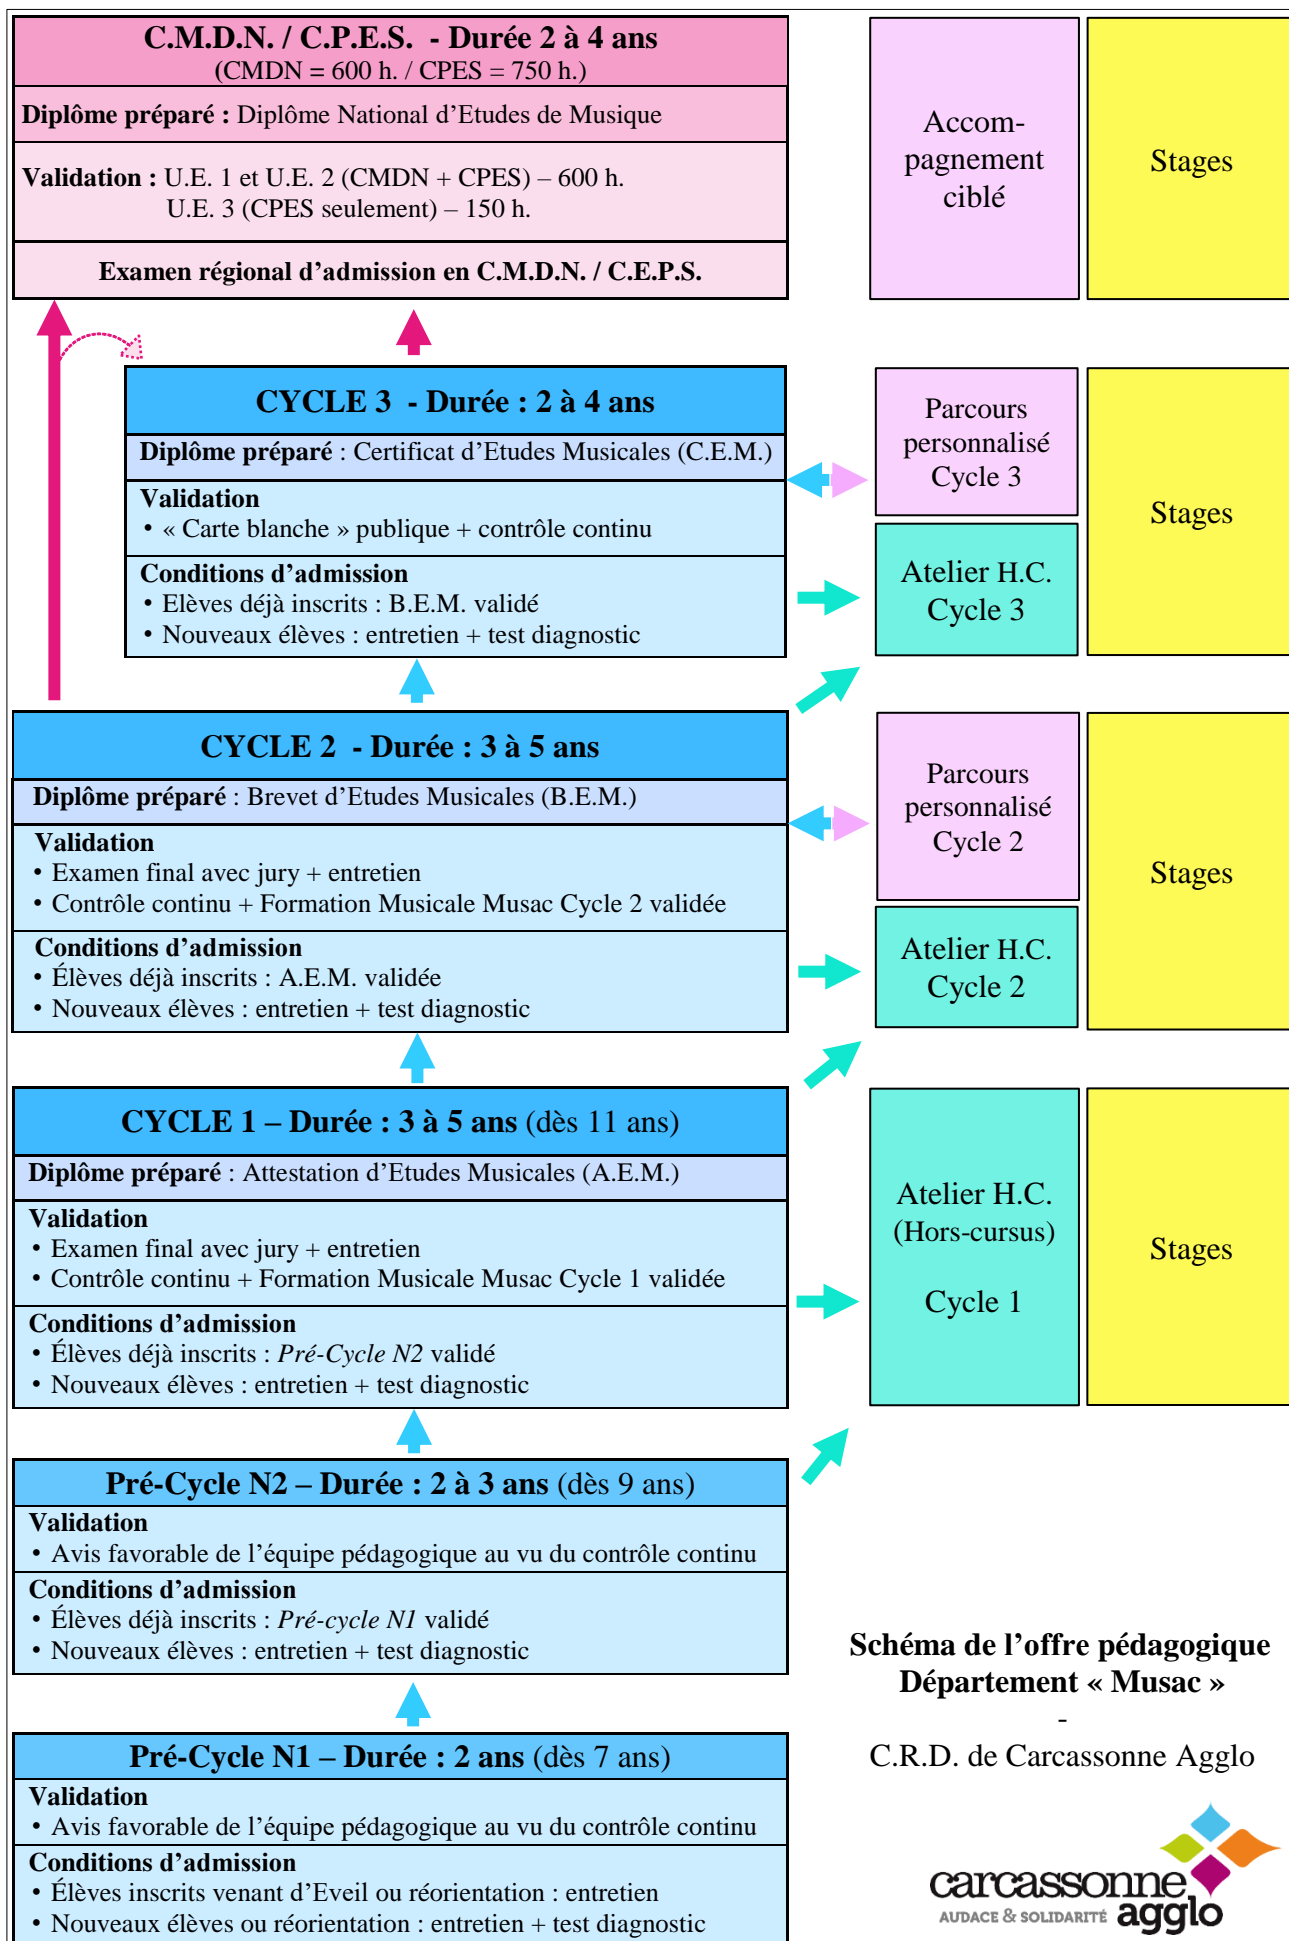 C.M.D.N. / C.P.E.S. - Durée 2 à 4 ans
(CMDN = 600 h. / CPES = 750 h.)
Diplôme préparé : Diplôme National d’Etudes de Musique
Validation : U.E. 1 et U.E. 2 (CMDN + CPES) – 600 h.
U.E. 3 (CPES seulement) – 150 h.
Examen régional d’admission en C.M.D.N. / C.E.P.S.
Accom-
pagnement
ciblé
Stages
CYCLE 3 - Durée : 2 à 4 ans
Diplôme préparé : Certificat d’Etudes Musicales (C.E.M.)
Validation
• « Carte blanche » publique + contrôle continu
Conditions d’admission
• Elèves déjà inscrits : B.E.M. validé
• Nouveaux élèves : entretien + test diagnostic
Parcours
personnalisé
Cycle 3
Atelier H.C.
Cycle 3
Stages
CYCLE 2 - Durée : 3 à 5 ans
Diplôme préparé : Brevet d’Etudes Musicales (B.E.M.)
Validation
• Examen final avec jury + entretien
• Contrôle continu + Formation Musicale Musac Cycle 2 validée
Conditions d’admission
• Élèves déjà inscrits : A.E.M. validée
• Nouveaux élèves : entretien + test diagnostic
Parcours
personnalisé
Cycle 2
Atelier H.C.
Cycle 2
Stages
CYCLE 1 – Durée : 3 à 5 ans (dès 11 ans)
Diplôme préparé : Attestation d’Etudes Musicales (A.E.M.)
Validation
• Examen final avec jury + entretien
• Contrôle continu + Formation Musicale Musac Cycle 1 validée
Conditions d’admission
• Élèves déjà inscrits : Pré-Cycle N2 validé
• Nouveaux élèves : entretien + test diagnostic
Atelier H.C.
(Hors-cursus)
Cycle 1
Stages
Pré-Cycle N2 – Durée : 2 à 3 ans (dès 9 ans)
Validation
• Avis favorable de l’équipe pédagogique au vu du contrôle continu
Conditions d’admission
• Élèves déjà inscrits : Pré-cycle N1 validé
• Nouveaux élèves : entretien + test diagnostic
Pré-Cycle N1 – Durée : 2 ans (dès 7 ans)
Validation
• Avis favorable de l’équipe pédagogique au vu du contrôle continu
Conditions d’admission
• Élèves inscrits venant d’Eveil ou réorientation : entretien
• Nouveaux élèves ou réorientation : entretien + test diagnostic
Schéma de l’offre pédagogique
Département « Musac »
-
C.R.D. de Carcassonne Agglo
carcassonne
AUDACE & SOLIDARITÉ agglo